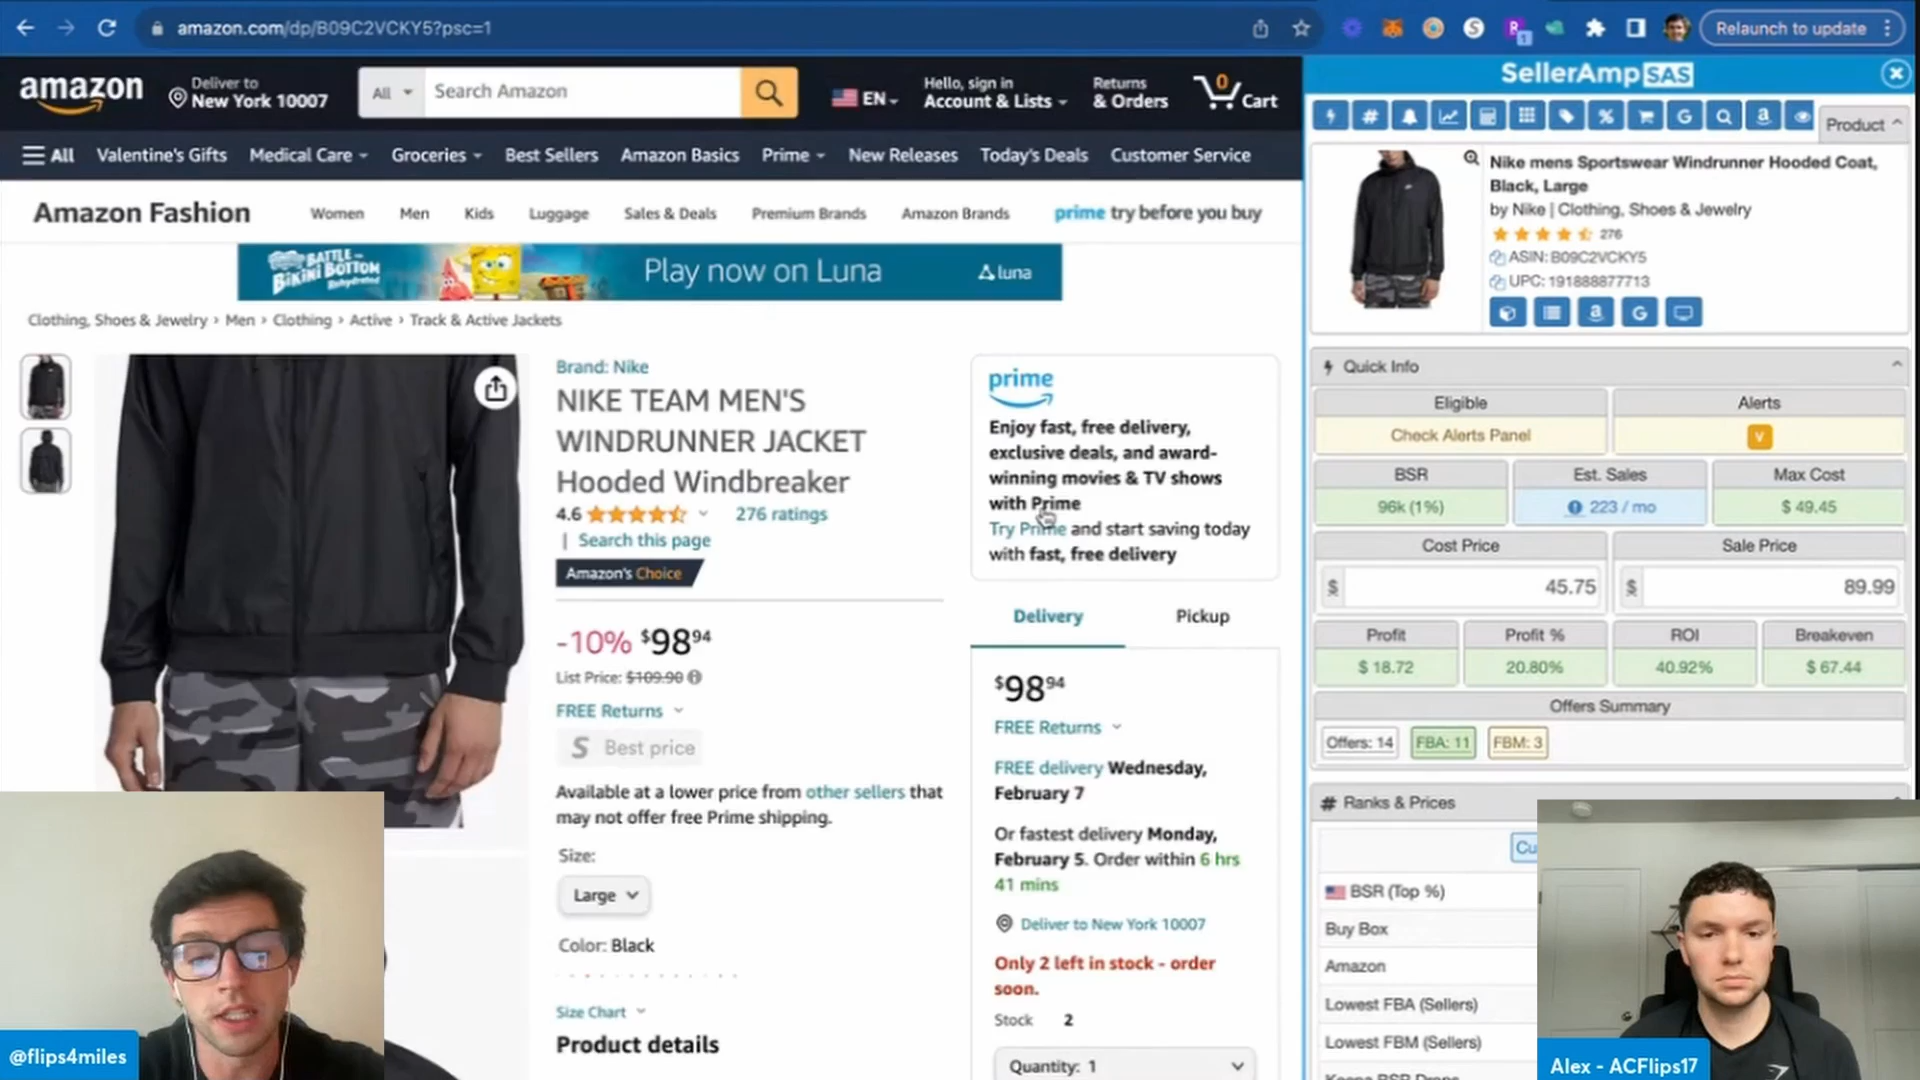 amazon.com/dp/B09C2VCKY5?psc=1
Relaunch to update
amazon
Deliver to
New York 10007
All
Search Amazon
EN
Hello, sign in
Account & Lists
Returns
& Orders
0
Cart
All
Valentine's Gifts
Medical Care
Groceries
Best Sellers
Amazon Basics
Prime
New Releases
Today's Deals
Customer Service
Amazon Fashion
Women
Men
Kids
Luggage
Sales & Deals
Premium Brands
Amazon Brands
prime try before you buy
BATTLE for
BIKINI BOTTOM
Rehydrated
Play now on Luna
luna
Clothing, Shoes & Jewelry › Men › Clothing › Active › Track & Active Jackets
Brand: Nike
NIKE TEAM MEN'S
WINDRUNNER JACKET
Hooded Windbreaker
4.6
276 ratings
| Search this page
Amazon's Choice
-10% $98 94
List Price: $109.90
FREE Returns
S Best price
Available at a lower price from other sellers that
may not offer free Prime shipping.
Size:
Large
Color: Black
Size Chart
Product details
prime
Enjoy fast, free delivery,
exclusive deals, and award-
winning movies & TV shows
with Prime
Try Prime and start saving today
with fast, free delivery
Delivery
Pickup
$98 94
FREE Returns
FREE delivery Wednesday,
February 7
Or fastest delivery Monday,
February 5. Order within 6 hrs
41 mins
Deliver to New York 10007
Only 2 left in stock - order
soon.
Stock 2
Quantity: 1
SellerAmp SAS
Product
Nike mens Sportswear Windrunner Hooded Coat,
Black, Large
by Nike | Clothing, Shoes & Jewelry
276
ASIN: B09C2VCKY5
UPC: 191888877713
Quick Info
Eligible
Alerts
Check Alerts Panel
V
BSR
Est. Sales
Max Cost
96k (1%)
223 / mo
$ 49.45
Cost Price
Sale Price
$ 45.75
$ 89.99
Profit
Profit %
ROI
Breakeven
$ 18.72
20.80%
40.92%
$ 67.44
Offers Summary
Offers: 14
FBA: 11
FBM: 3
# Ranks & Prices
Cu
BSR (Top %)
Buy Box
Amazon
Lowest FBA (Sellers)
Lowest FBM (Sellers)
Keepa BSR Drops
@flips4miles
Alex - ACFlips17